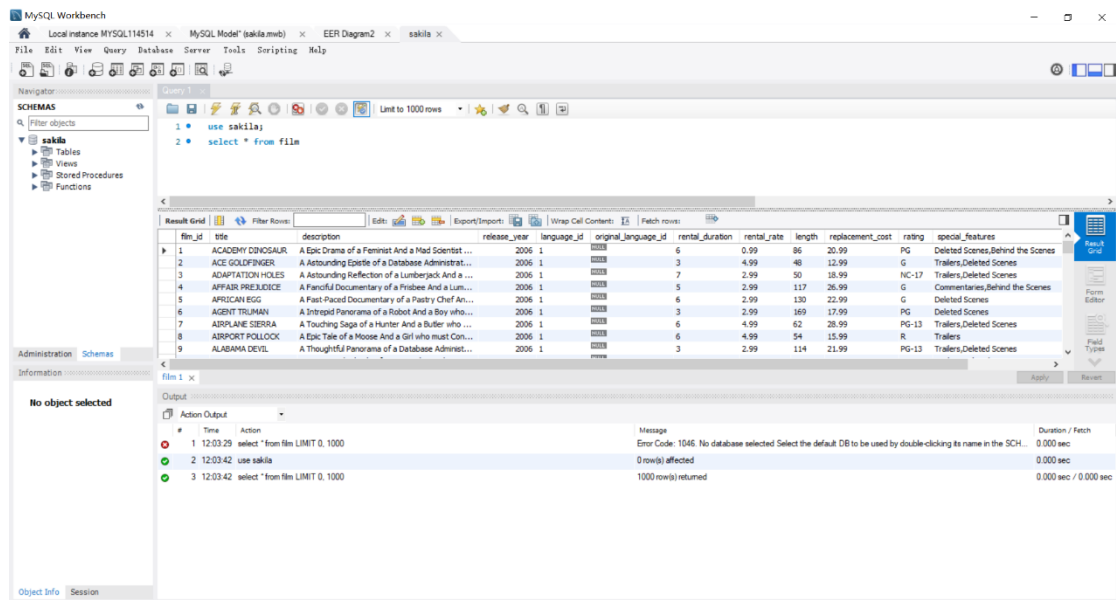 MySQL Workbench
Local instance MYSQL114514 × MySQL Model* (sakila.mwb) × EER Diagram2 × sakila ×
File Edit View Query Database Server Tools Scripting Help
Navigator
Query 1 ×
SCHEMAS
Filter objects
Limit to 1000 rows
1 use sakila;
2 select * from film
sakila
Tables
Views
Stored Procedures
Functions
Result Grid Filter Rows: Edit: Export/Import: Wrap Cell Content: Fetch rows:
film_id title description release_year language_id original_language_id rental_duration rental_rate length replacement_cost rating special_features
1 ACADEMY DINOSAUR A Epic Drama of a Feminist And a Mad Scientist ... 2006 1 NULL 6 0.99 86 20.99 PG Deleted Scenes,Behind the Scenes
2 ACE GOLDFINGER A Astounding Epistle of a Database Administrat... 2006 1 NULL 3 4.99 48 12.99 G Trailers,Deleted Scenes
3 ADAPTATION HOLES A Astounding Reflection of a Lumberjack And a ... 2006 1 NULL 7 2.99 50 18.99 NC-17 Trailers,Deleted Scenes
4 AFFAIR PREJUDICE A Fanciful Documentary of a Frisbee And a Lum... 2006 1 NULL 5 2.99 117 26.99 G Commentaries,Behind the Scenes
5 AFRICAN EGG A Fast-Paced Documentary of a Pastry Chef An... 2006 1 NULL 6 2.99 130 22.99 G Deleted Scenes
6 AGENT TRUMAN A Intrepid Panorama of a Robot And a Boy who... 2006 1 NULL 3 2.99 169 17.99 PG Deleted Scenes
7 AIRPLANE SIERRA A Touching Saga of a Hunter And a Butler who ... 2006 1 NULL 6 4.99 62 28.99 PG-13 Trailers,Deleted Scenes
8 AIRPORT POLLOCK A Epic Tale of a Moose And a Girl who must Con... 2006 1 NULL 6 4.99 54 15.99 R Trailers
9 ALABAMA DEVIL A Thoughtful Panorama of a Database Administ... 2006 1 NULL 3 2.99 114 21.99 PG-13 Trailers,Deleted Scenes
Result Grid
Form Editor
Field Types
Administration Schemas
Information
film 1 ×
Apply Revert
No object selected
Output
Action Output
# Time Action Message Duration / Fetch
1 12:03:29 select * from film LIMIT 0, 1000 Error Code: 1046. No database selected Select the default DB to be used by double-clicking its name in the SCH... 0.000 sec
2 12:03:42 use sakila 0 row(s) affected 0.000 sec
3 12:03:42 select * from film LIMIT 0, 1000 1000 row(s) returned 0.000 sec / 0.000 sec
Object Info Session